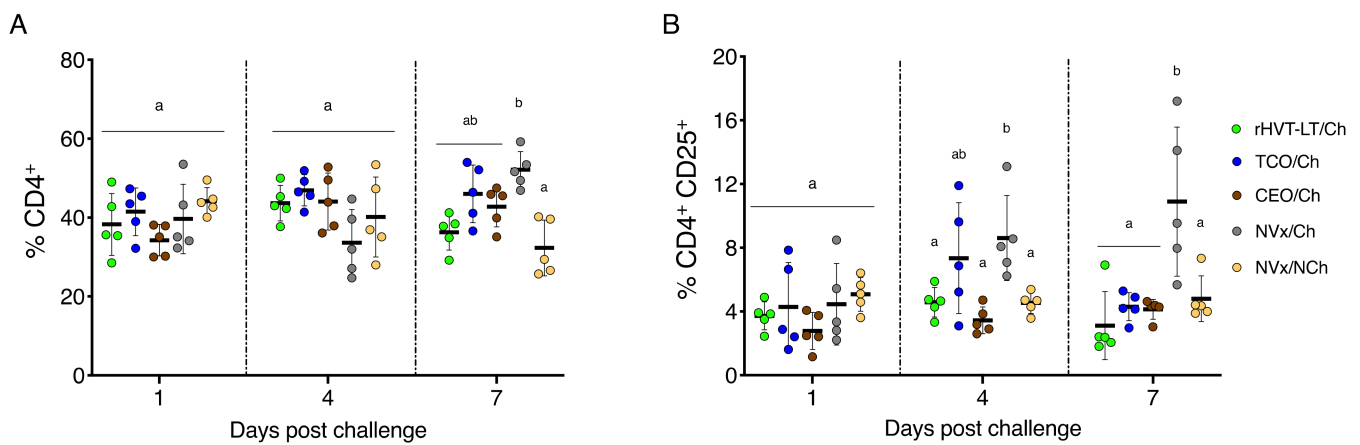 A
80
60
40
20
0
% CD4⁺
a
a
ab
b
a
1
4
7
Days post challenge
B
20
16
12
8
4
0
% CD4⁺ CD25⁺
a
a
ab
a
b
a
a
b
a
1
4
7
Days post challenge
rHVT-LT/Ch
TCO/Ch
CEO/Ch
NVx/Ch
NVx/NCh